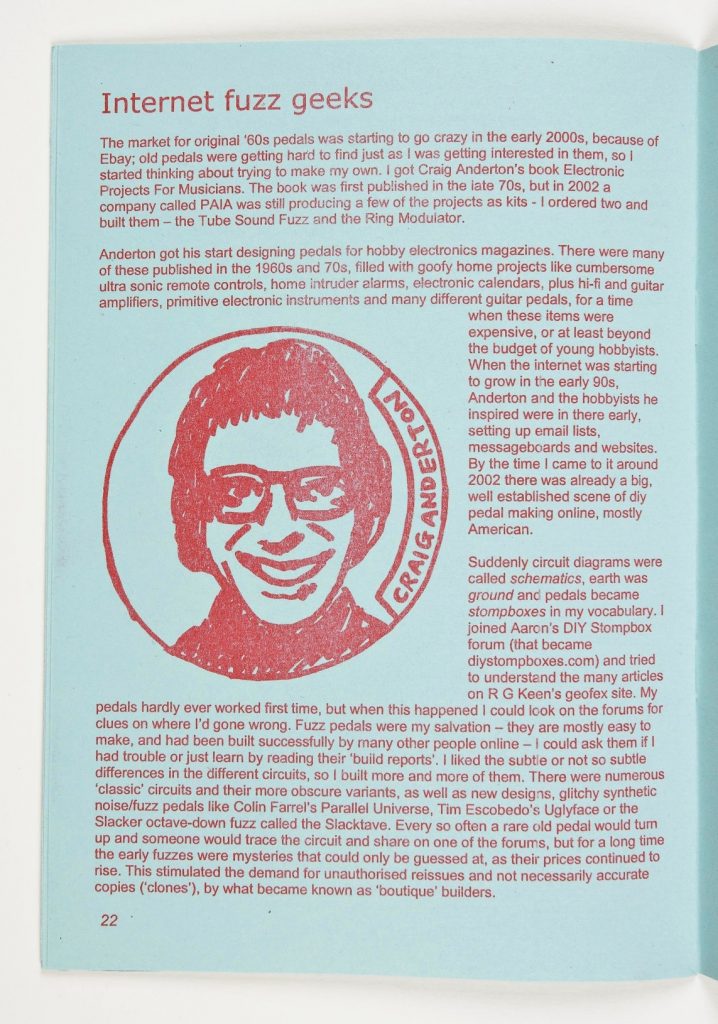 Internet fuzz geeks
The market for original '60s pedals was starting to go crazy in the early 2000s, because of
Ebay; old pedals were getting hard to find just as I was getting interested in them, so I
started thinking about trying to make my own. I got Craig Anderton's book Electronic
Projects For Musicians. The book was first published in the late 70s, but in 2002 a
company called PAIA was still producing a few of the projects as kits - I ordered two and
built them – the Tube Sound Fuzz and the Ring Modulator.
Anderton got his start designing pedals for hobby electronics magazines. There were many
of these published in the 1960s and 70s, filled with goofy home projects like cumbersome
ultra sonic remote controls, home intruder alarms, electronic calendars, plus hi-fi and guitar
amplifiers, primitive electronic instruments and many different guitar pedals, for a time
when these items were
expensive, or at least beyond
the budget of young hobbyists.
When the internet was starting
to grow in the early 90s,
Anderton and the hobbyists he
inspired were in there early,
setting up email lists,
messageboards and websites.
By the time I came to it around
2002 there was already a big,
well established scene of diy
pedal making online, mostly
American.
CRAIG ANDERTON
Suddenly circuit diagrams were
called schematics, earth was
ground and pedals became
stompboxes in my vocabulary. I
joined Aaron's DIY Stompbox
forum (that became
diystompboxes.com) and tried
to understand the many articles
on R G Keen's geofex site. My
pedals hardly ever worked first time, but when this happened I could look on the forums for
clues on where I'd gone wrong. Fuzz pedals were my salvation – they are mostly easy to
make, and had been built successfully by many other people online – I could ask them if I
had trouble or just learn by reading their 'build reports'. I liked the subtle or not so subtle
differences in the different circuits, so I built more and more of them. There were numerous
'classic' circuits and their more obscure variants, as well as new designs, glitchy synthetic
noise/fuzz pedals like Colin Farrel's Parallel Universe, Tim Escobedo's Uglyface or the
Slacker octave-down fuzz called the Slacktave. Every so often a rare old pedal would turn
up and someone would trace the circuit and share on one of the forums, but for a long time
the early fuzzes were mysteries that could only be guessed at, as their prices continued to
rise. This stimulated the demand for unauthorised reissues and not necessarily accurate
copies ('clones'), by what became known as 'boutique' builders.
22